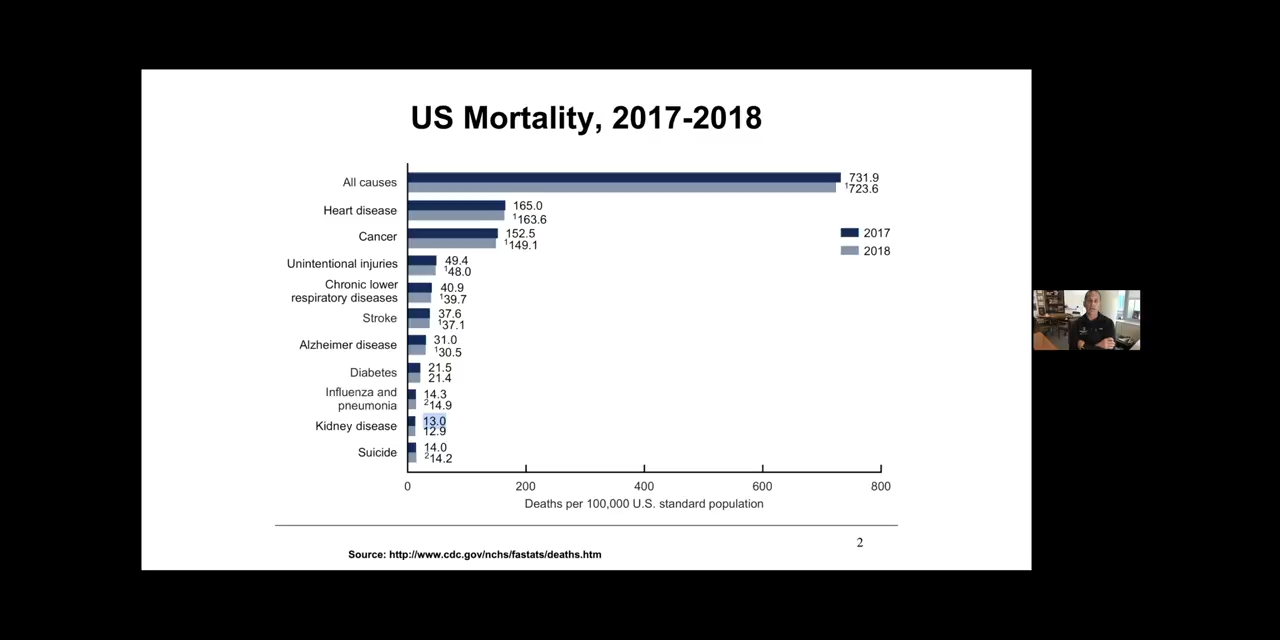 US Mortality, 2017-2018
All causes
731.9
1723.6
Heart disease
165.0
1163.6
Cancer
152.5
1149.1
2017
2018
Unintentional injuries
49.4
148.0
Chronic lower
respiratory diseases
40.9
139.7
Stroke
37.6
137.1
Alzheimer disease
31.0
130.5
Diabetes
21.5
21.4
Influenza and
pneumonia
14.3
214.9
Kidney disease
13.0
12.9
Suicide
14.0
214.2
0 200 400 600 800
Deaths per 100,000 U.S. standard population
2
Source: http://www.cdc.gov/nchs/fastats/deaths.htm